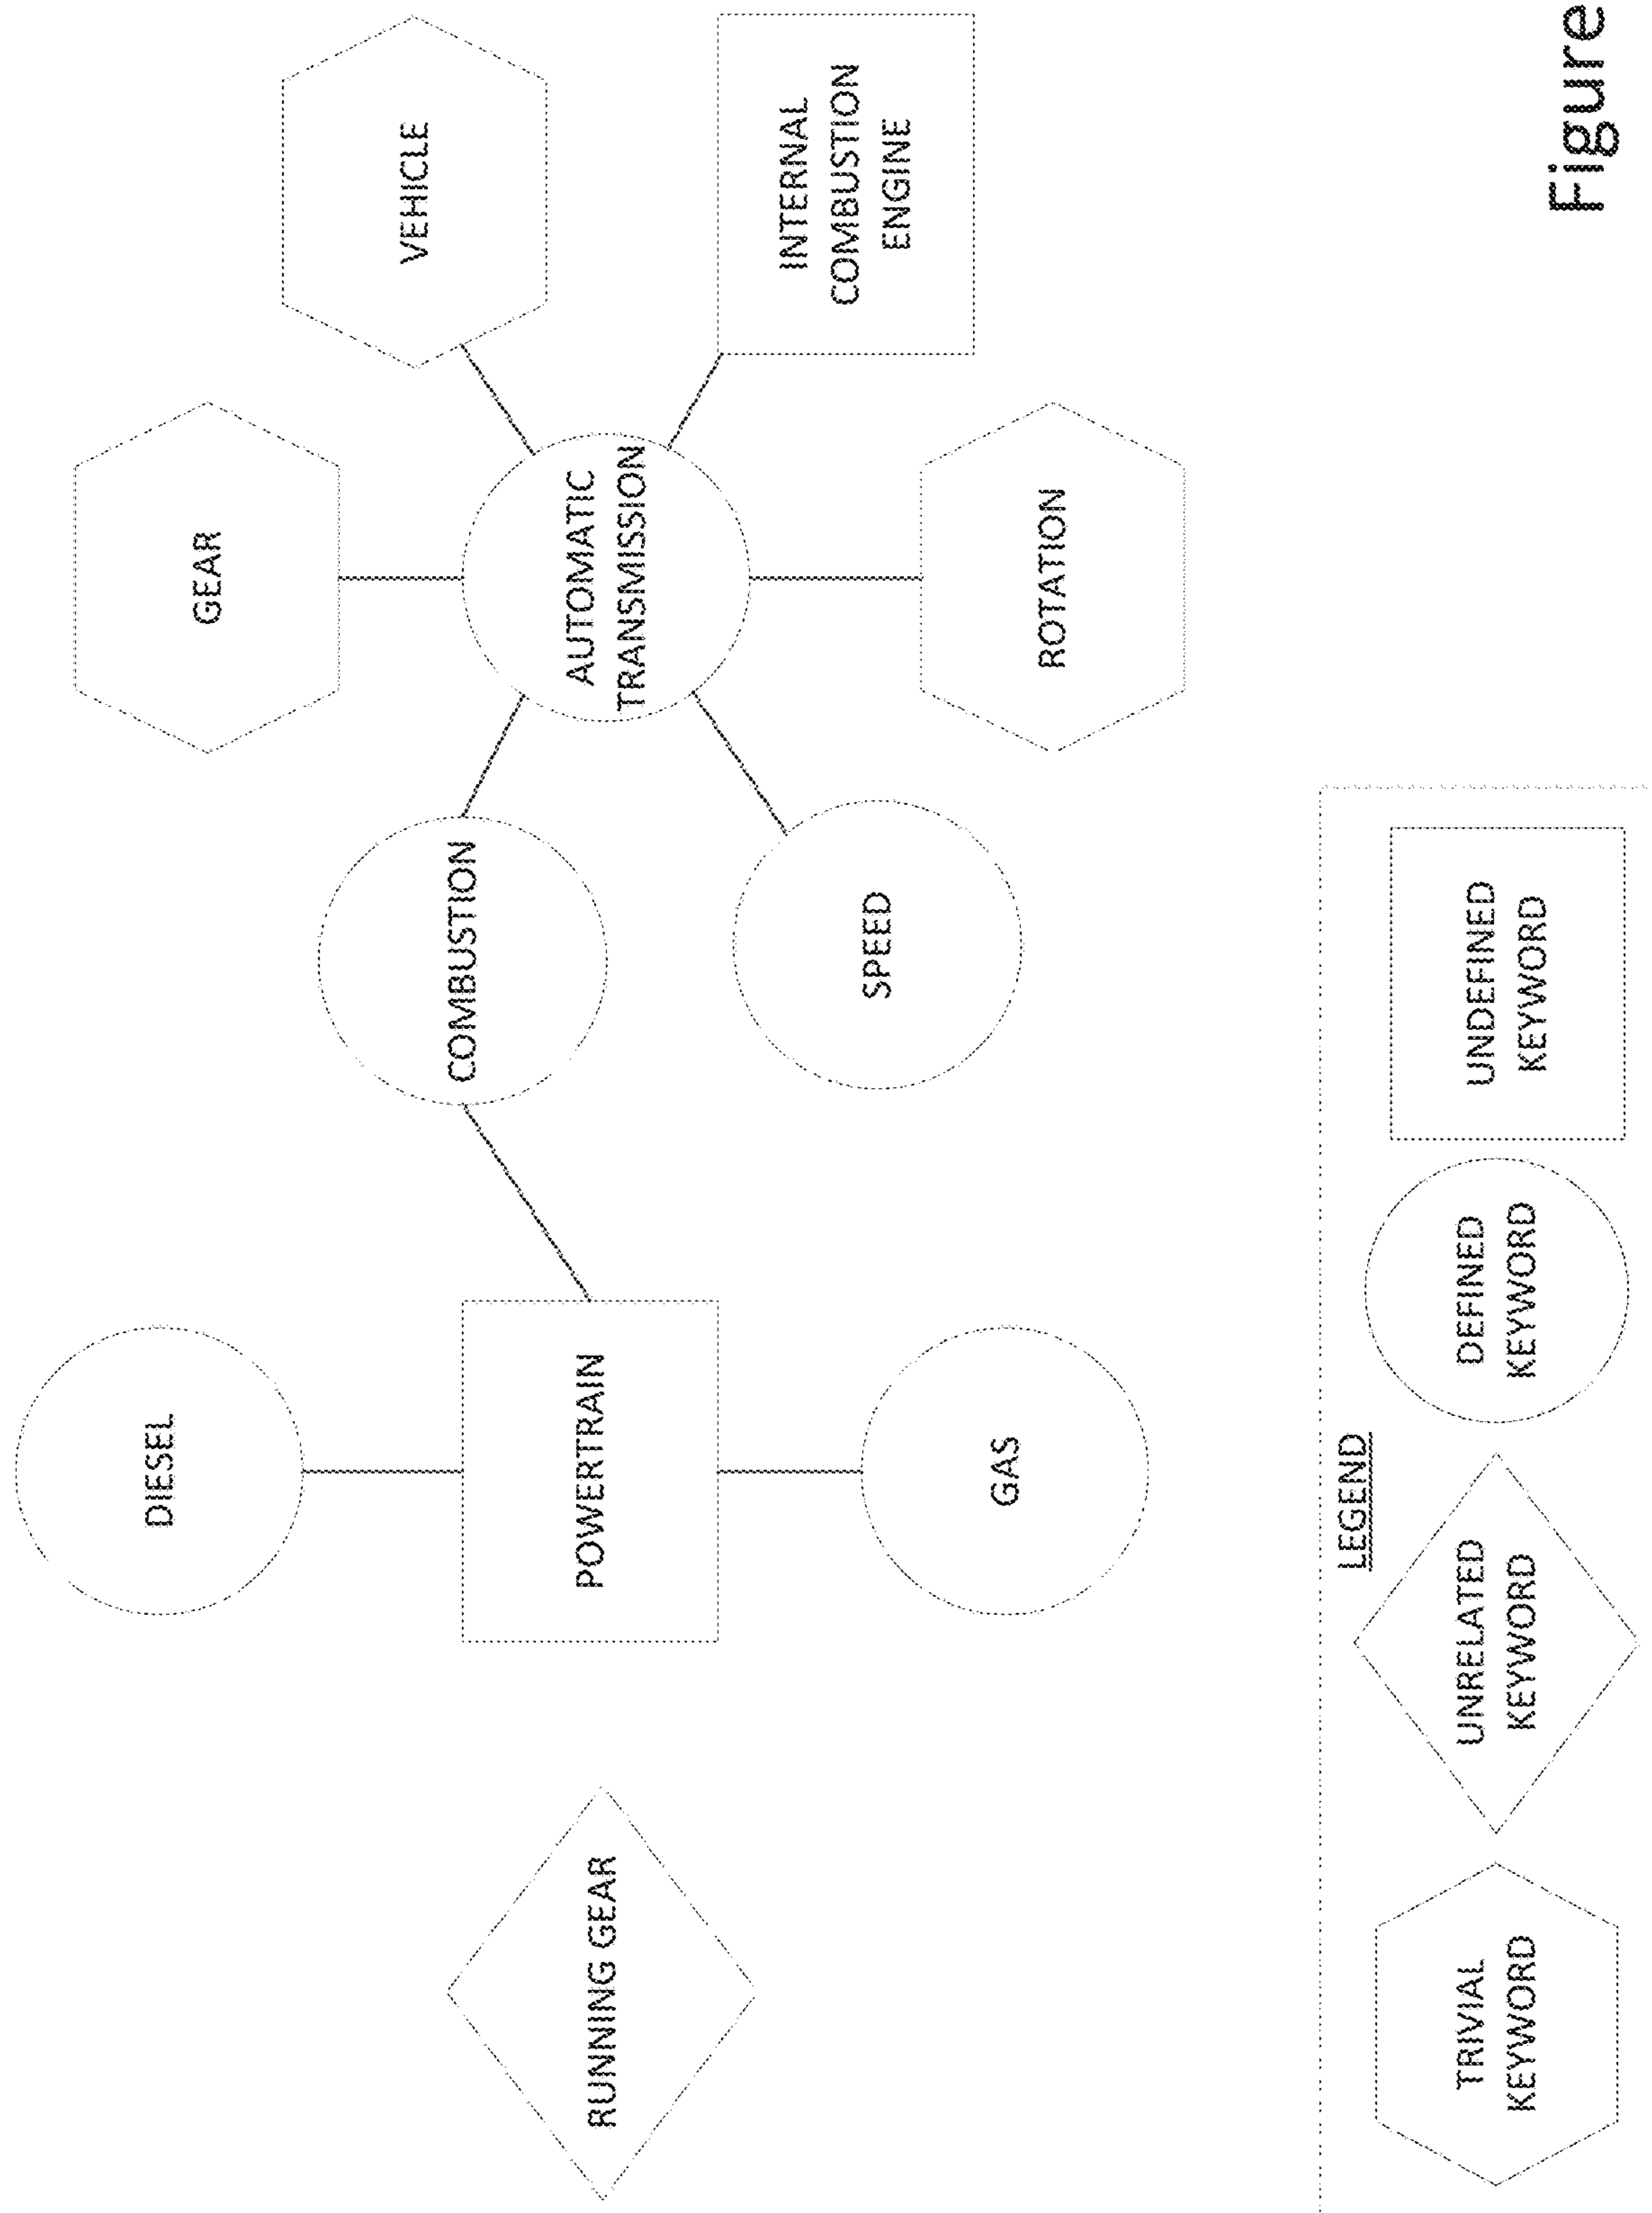 DIESEL
GEAR
VEHICLE
COMBUSTION
RUNNING GEAR
POWERTRAIN
AUTOMATIC
TRANSMISSION
INTERNAL
COMBUSTION
ENGINE
SPEED
GAS
ROTATION
LEGEND
TRIVIAL
KEYWORD
UNRELATED
KEYWORD
DEFINED
KEYWORD
UNDEFINED
KEYWORD
Figure